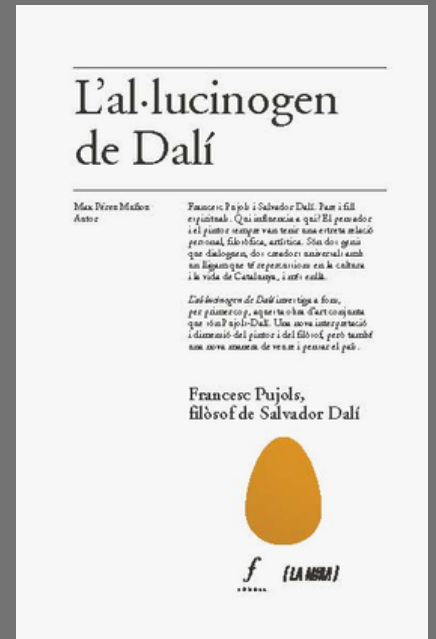 L'al·lucinogen
de Dalí
Max Pérez Muñoz
Autor
Francesc Pujols i Salvador Dalí. Pare i fill
espirituals. Qui influencia a qui? El pensador
i el pintor sempre van tenir una estreta relació
personal, filosòfica, artística. Són dos genis
que dialoguen, dos creadors universals amb
un lligam que té repercussions en la cultura
i la vida de Catalunya, i més enllà.
L'al·lucinogen de Dalí investiga a fons,
per primer cop, aquesta obra d'art conjunta
que són Pujols-Dalí. Una nova interpretació
i dimensió del pintor i del filòsof, però també
una nova manera de veure i pensar el país.
Francesc Pujols,
filòsof de Salvador Dalí
f {LA MIRA}